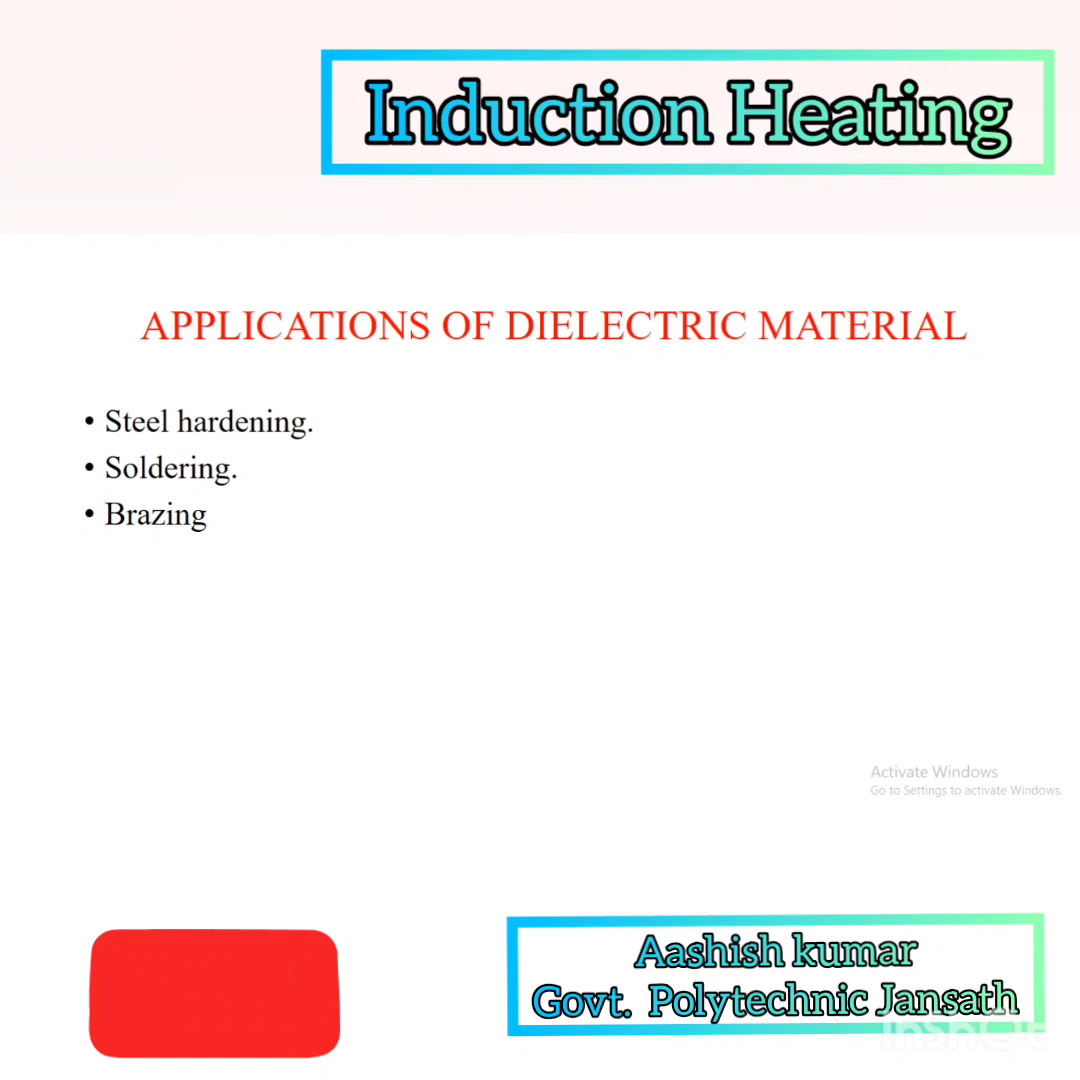 Induction Heating
APPLICATIONS OF DIELECTRIC MATERIAL
• Steel hardening.
• Soldering.
• Brazing
Activate Windows
Go to Settings to activate Windows.
Aashish kumar
Govt. Polytechnic Jansath
InShOt